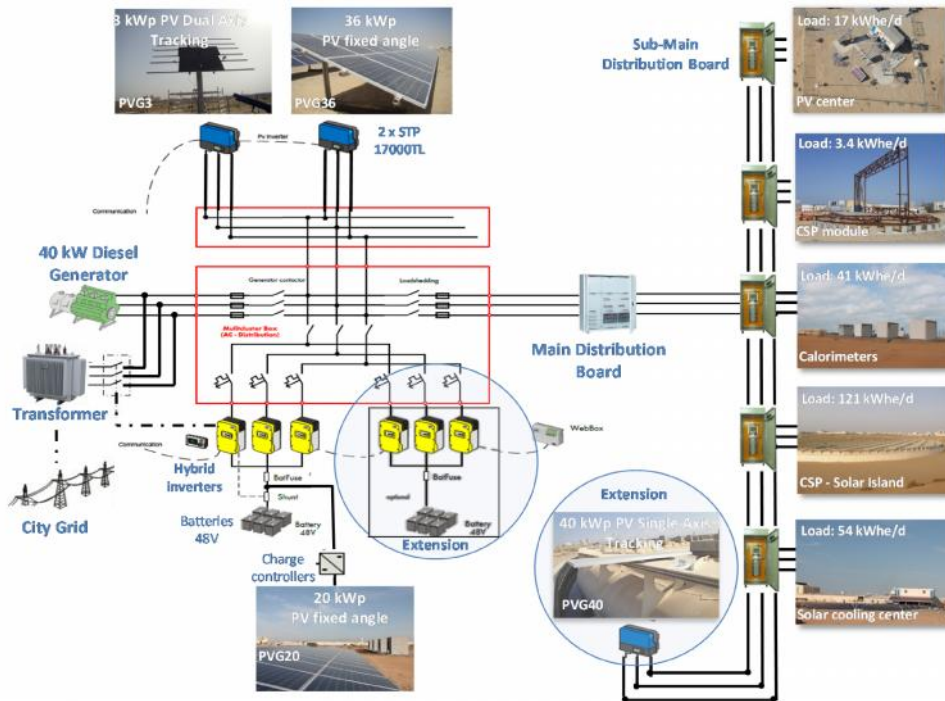 3 kWp PV Dual Axis
Tracking
PVG3
36 kWp
PV fixed angle
PVG36
Pv Inverter
2 x STP
17000TL
Communication
Sub-Main
Distribution Board
Load: 17 kWhe/d
PV center
Load: 3.4 kWhe/d
CSP module
40 kW Diesel
Generator
Generator contactor
Loadshedding
Multicluster Box
(AC - Distribution)
Main Distribution
Board
Load: 41 kWhe/d
Calorimeters
Transformer
Communication
Hybrid
inverters
WebBox
Load: 121 kWhe/d
CSP - Solar Island
City Grid
BatFuse
Shunt
Batteries
48V
Battery
48V
BatFuse
optional
Battery
48V
Extension
Charge
controllers
20 kWp
PV fixed angle
PVG20
Extension
40 kWp PV Single Axis
Tracking
PVG40
Load: 54 kWhe/d
Solar cooling center